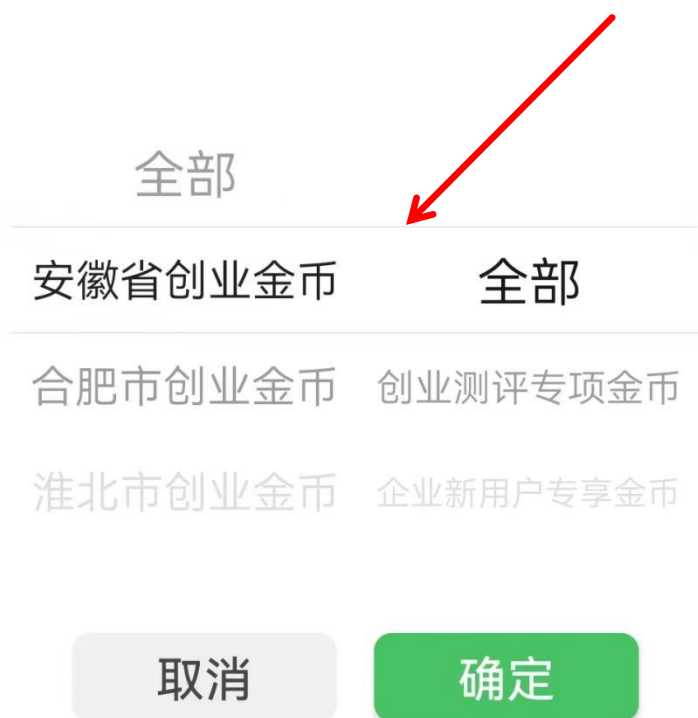 全部
安徽省创业金币 全部
合肥市创业金币 创业测评专项金币
淮北市创业金币 企业新用户专享金币
取消 确定